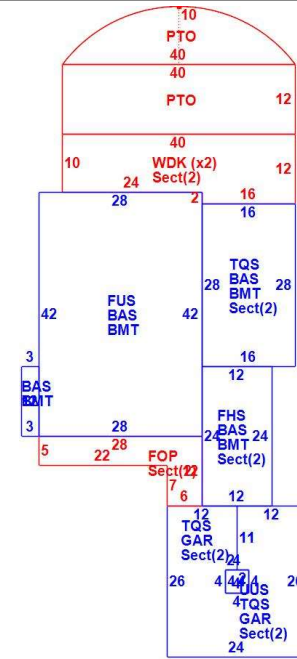 10
PTO
40
40
PTO
12
40
10
WDK (x2)
Sect(2)
12
24
2
16
28
16
TQS
BAS
BMT
Sect(2)
28
28
FUS
BAS
BMT
42
42
3
16
12
BAS
BMT
3
FHS
BAS
BMT
Sect(2)
24
24
28
28
5
22
FOP
7
6
12
12
12
TQS
GAR
Sect(2)
11
24
26
4
4
4
UUS
TQS
GAR
Sect(2)
24